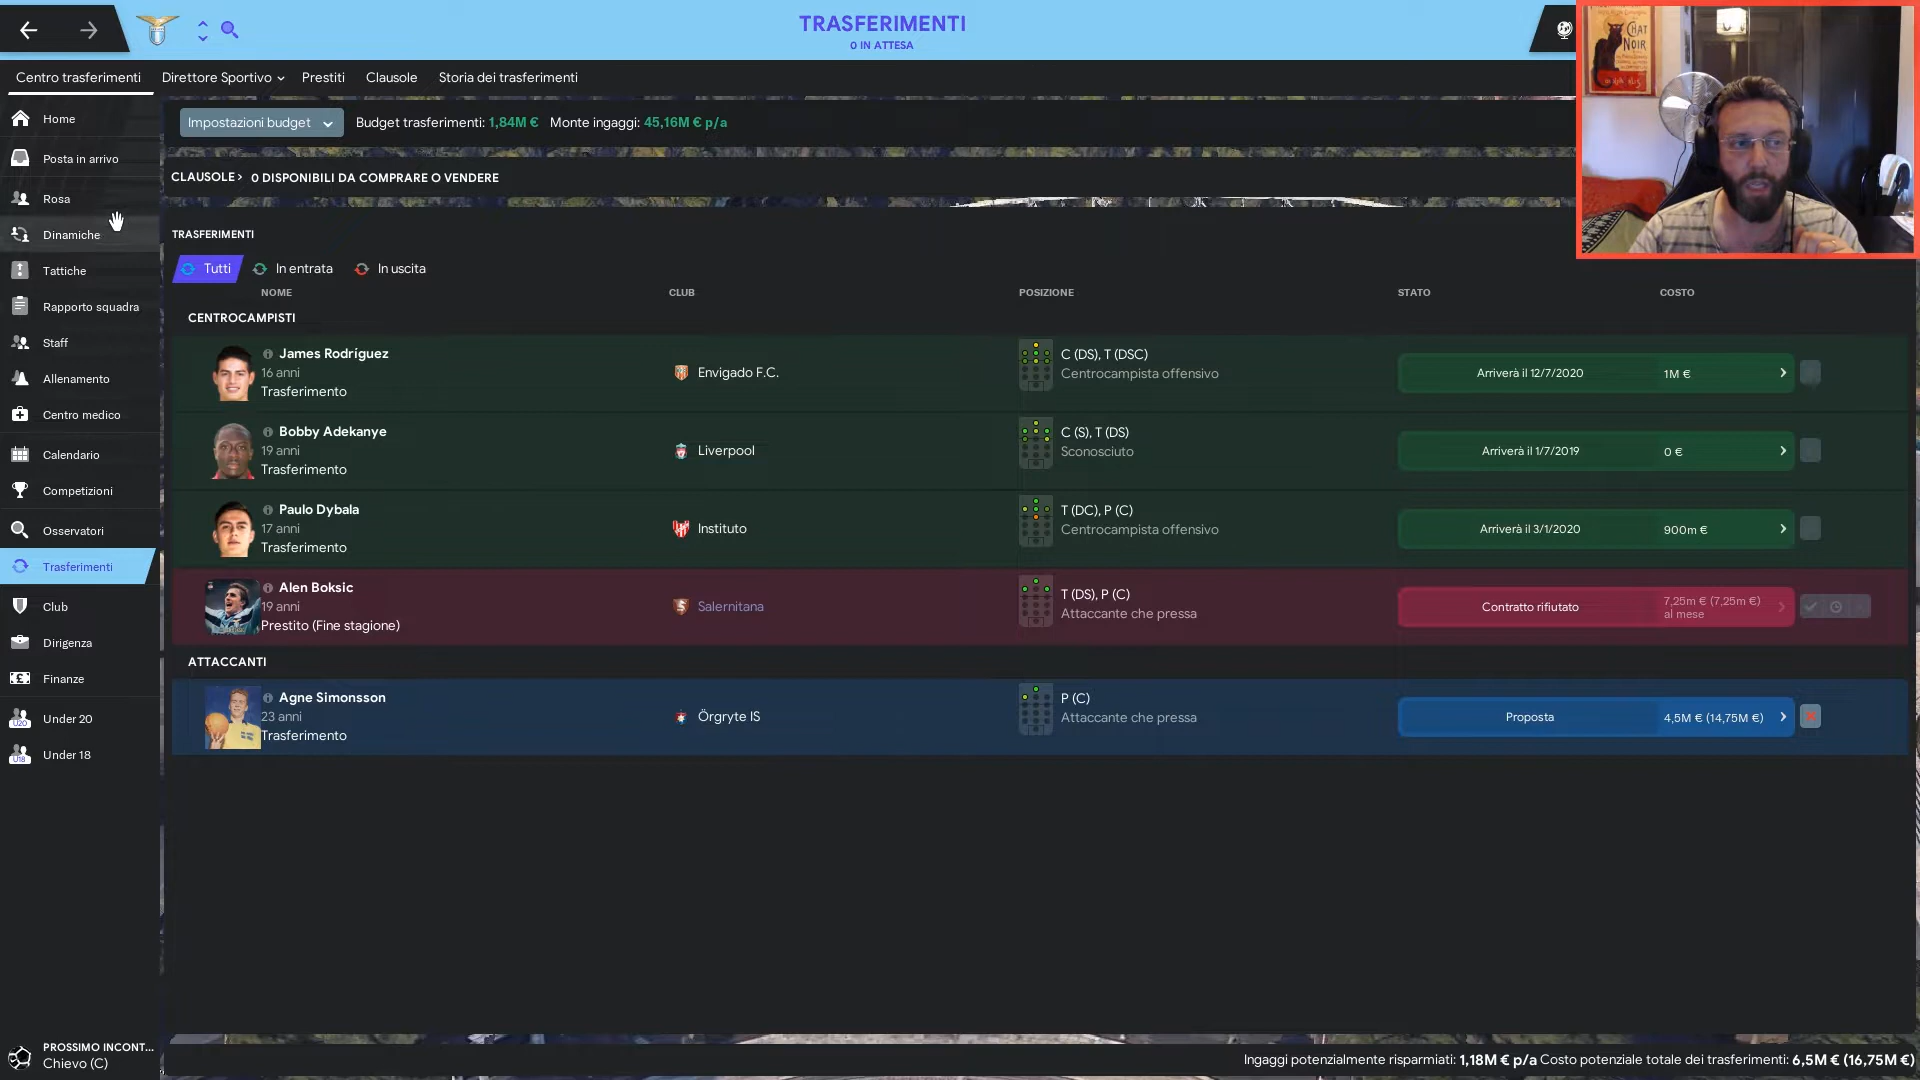 TRASFERIMENTI
0 IN ATTESA
CHAT
NOIR
Centro trasferimenti
Direttore Sportivo
Prestiti
Clausole
Storia dei trasferimenti
Home
Posta in arrivo
Rosa
Dinamiche
Tattiche
Rapporto squadra
Staff
Allenamento
Centro medico
Calendario
Competizioni
Osservatori
Trasferimenti
Club
Dirigenza
Finanze
U20
Under 20
U18
Under 18
PROSSIMO INCONT...
Chievo (C)
Impostazioni budget
Budget trasferimenti: 1,84M €
Monte ingaggi: 45,16M € p/a
CLAUSOLE> 0 DISPONIBILI DA COMPRARE O VENDERE
TRASFERIMENTI
Tutti
In entrata
In uscita
NOME
CLUB
POSIZIONE
STATO
COSTO
CENTROCAMPISTI
James Rodríguez
16 anni
Trasferimento
Envigado F.C.
C (DS), T (DSC)
Centrocampista offensivo
Arriverà il 12/7/2020
1M €
Bobby Adekanye
19 anni
Trasferimento
Liverpool
C (S), T (DS)
Sconosciuto
Arriverà il 1/7/2019
0 €
Paulo Dybala
17 anni
Trasferimento
Instituto
T (DC), P (C)
Centrocampista offensivo
Arriverà il 3/1/2020
900m €
Alen Boksic
19 anni
Prestito (Fine stagione)
Salernitana
T (DS), P (C)
Attaccante che pressa
Contratto rifiutato
7,25m € (7,25m €)
al mese
ATTACCANTI
Agne Simonsson
23 anni
Trasferimento
Örgryte IS
P (C)
Attaccante che pressa
Proposta
4,5M € (14,75M €)
Ingaggi potenzialmente risparmiati: 1,18M € p/a Costo potenziale totale dei trasferimenti: 6,5M € (16,75M €)